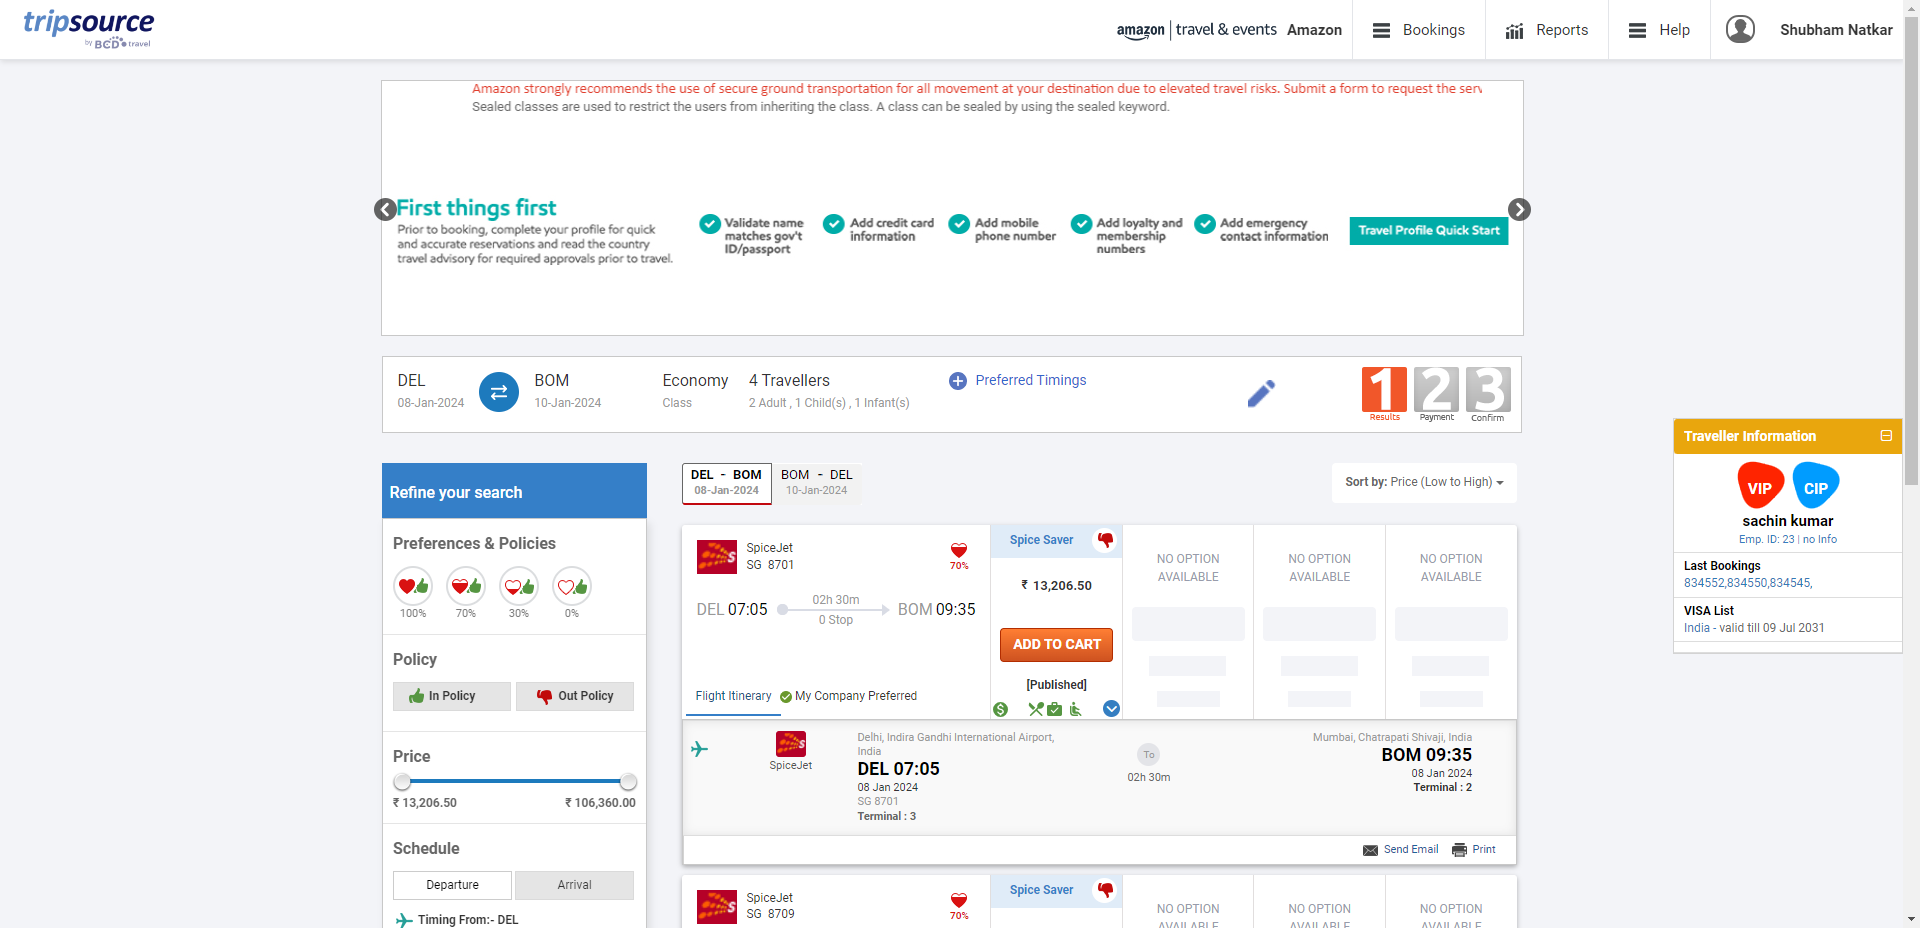 tripsource
by BCD travel
amazon travel & events Amazon
Bookings
Reports
Help
Shubham Natkar
Amazon strongly recommends the use of secure ground transportation for all movement at your destination due to elevated travel risks. Submit a form to request the serv
Sealed classes are used to restrict the users from inheriting the class. A class can be sealed by using the sealed keyword.
First things first
Prior to booking, complete your profile for quick
and accurate reservations and read the country
travel advisory for required approvals prior to travel.
Validate name
matches gov't
ID/passport
Add credit card
information
Add mobile
phone number
Add loyalty and
membership
numbers
Add emergency
contact information
Travel Profile Quick Start
DEL
08-Jan-2024
BOM
10-Jan-2024
Economy
Class
4 Travellers
2 Adult , 1 Child(s) , 1 Infant(s)
Preferred Timings
1 2 3
Results Payment Confirm
Traveller Information
VIP CIP
sachin kumar
Emp. ID: 23 | no Info
Last Bookings
834552,834550,834545,
VISA List
India - valid till 09 Jul 2031
Refine your search
Preferences & Policies
100% 70% 30% 0%
Policy
In Policy Out Policy
Price
₹ 13,206.50 ₹ 106,360.00
Schedule
Departure Arrival
Timing From:- DEL
DEL - BOM
08-Jan-2024
BOM - DEL
10-Jan-2024
Sort by: Price (Low to High)
SpiceJet
SG 8701
70%
DEL 07:05
02h 30m
0 Stop
BOM 09:35
Flight Itinerary
My Company Preferred
Spice Saver
₹ 13,206.50
ADD TO CART
[Published]
NO OPTION
AVAILABLE
NO OPTION
AVAILABLE
NO OPTION
AVAILABLE
SpiceJet
Delhi, Indira Gandhi International Airport,
India
DEL 07:05
08 Jan 2024
SG 8701
Terminal : 3
To
02h 30m
Mumbai, Chatrapati Shivaji, India
BOM 09:35
08 Jan 2024
Terminal : 2
Send Email
Print
SpiceJet
SG 8709
70%
Spice Saver
NO OPTION
AVAILABLE
NO OPTION
AVAILABLE
NO OPTION
AVAILABLE